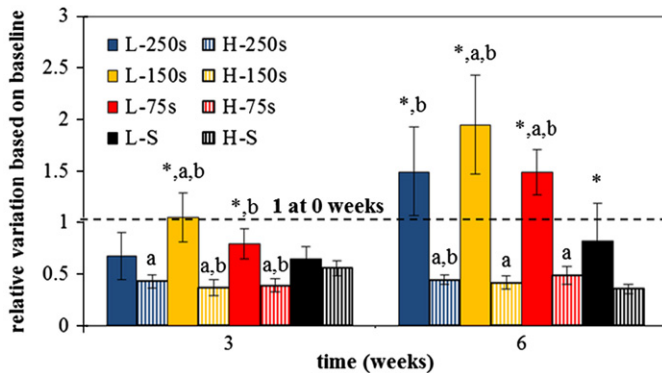 3
2.5
2
1.5
1
0.5
0
relative variation based on baseline
L-250s H-250s
L-150s H-150s
L-75s H-75s
L-S H-S
*,a,b
*,b
a
a,b
a,b
1 at 0 weeks
*,b
*,a,b
*,a,b
*
a,b
a
a
3 6
time (weeks)